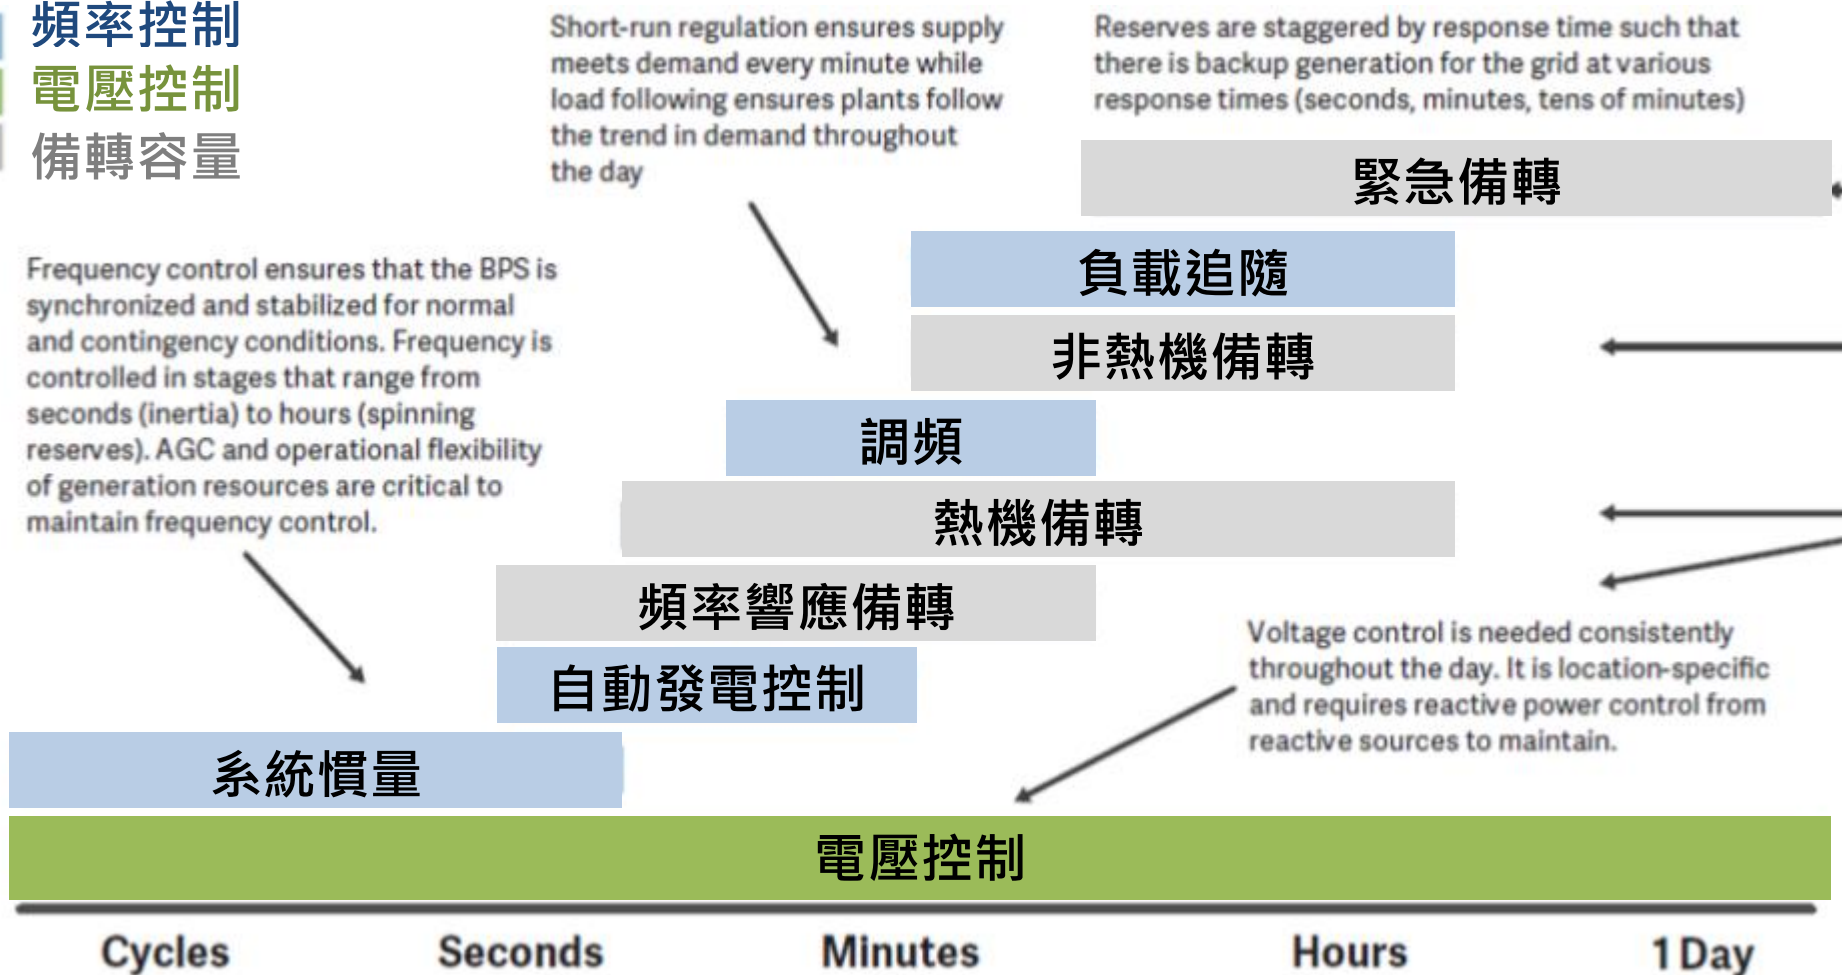 頻率控制
電壓控制
備轉容量
Short-run regulation ensures supply
meets demand every minute while
load following ensures plants follow
the trend in demand throughout
the day
Reserves are staggered by response time such that
there is backup generation for the grid at various
response times (seconds, minutes, tens of minutes)
緊急備轉
負載追隨
Frequency control ensures that the BPS is
synchronized and stabilized for normal
and contingency conditions. Frequency is
controlled in stages that range from
seconds (inertia) to hours (spinning
reserves). AGC and operational flexibility
of generation resources are critical to
maintain frequency control.
非熱機備轉
調頻
熱機備轉
頻率響應備轉
自動發電控制
Voltage control is needed consistently
throughout the day. It is location-specific
and requires reactive power control from
reactive sources to maintain.
系統慣量
電壓控制
Cycles Seconds Minutes Hours 1 Day